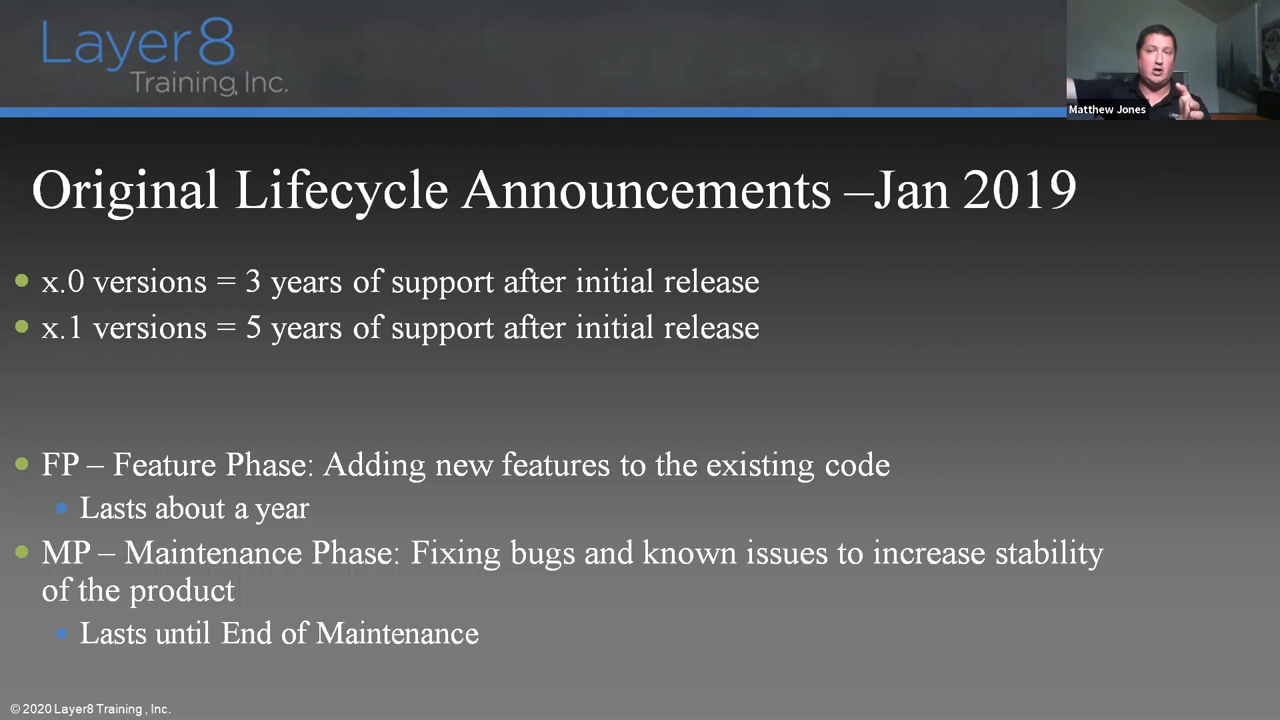 Layer8
Training, Inc.
Matthew Jones
Original Lifecycle Announcements –Jan 2019
x.0 versions = 3 years of support after initial release
x.1 versions = 5 years of support after initial release
FP – Feature Phase: Adding new features to the existing code
Lasts about a year
MP – Maintenance Phase: Fixing bugs and known issues to increase stability
of the product
Lasts until End of Maintenance
© 2020 Layer8 Training , Inc.